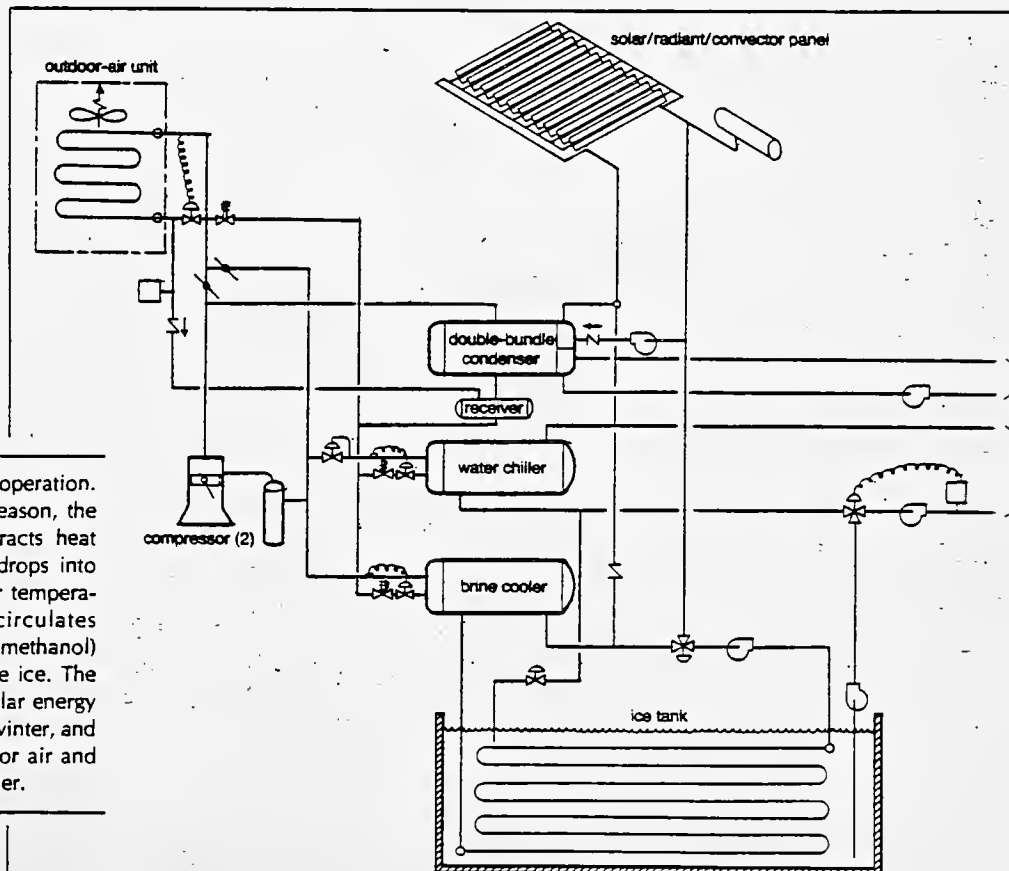 solar/radiant/convector panel
outdoor-air unit
double-bundle
condenser
receiver
water chiller
compressor (2)
brine cooler
ice tank
operation.
eason, the
racts heat
drops into
r tempera-
circulates
methanol)
e ice. The
lar energy
vinter, and
or air and
er.